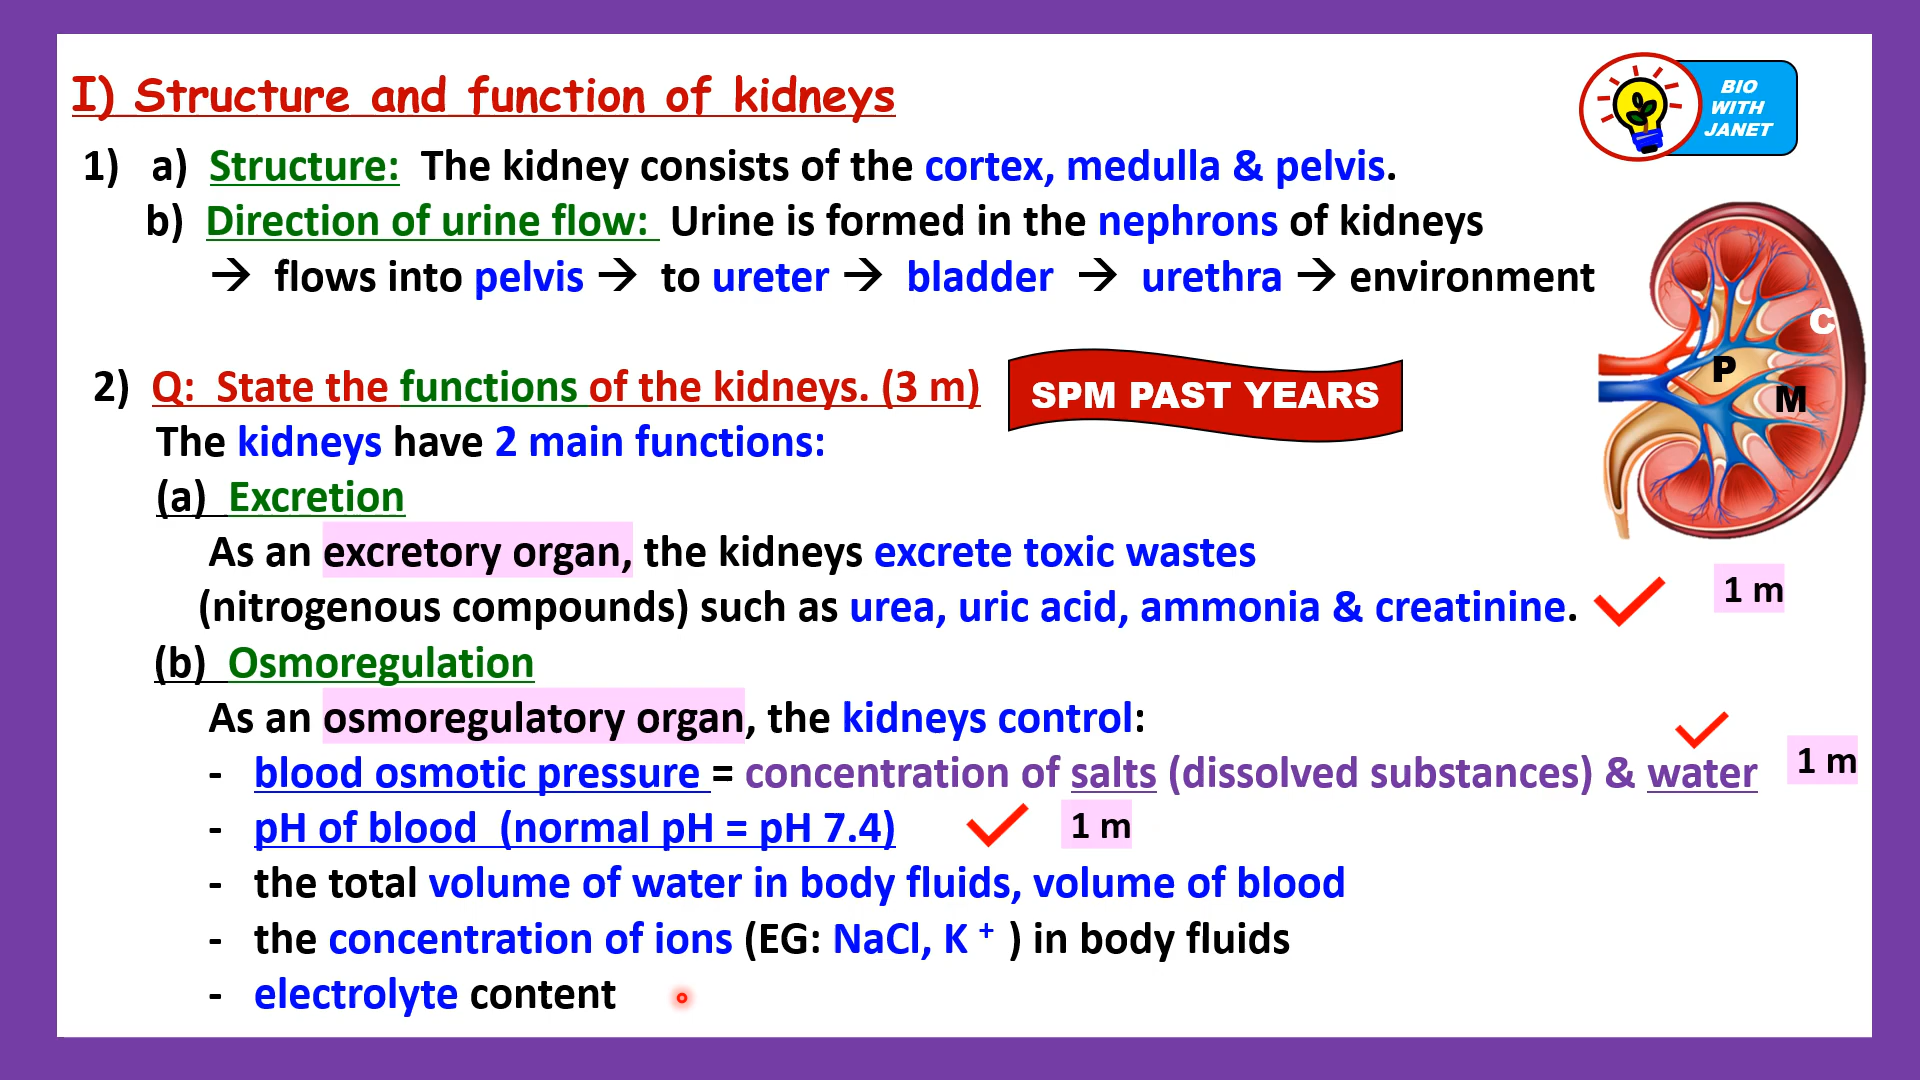 I) Structure and function of kidneys
BIO
WITH
JANET
1) a) Structure: The kidney consists of the cortex, medulla & pelvis.
b) Direction of urine flow: Urine is formed in the nephrons of kidneys
→ flows into pelvis → to ureter → bladder → urethra → environment
C
P
M
2) Q: State the functions of the kidneys. (3 m)
SPM PAST YEARS
The kidneys have 2 main functions:
(a) Excretion
As an excretory organ, the kidneys excrete toxic wastes
(nitrogenous compounds) such as urea, uric acid, ammonia & creatinine.
1 m
(b) Osmoregulation
As an osmoregulatory organ, the kidneys control:
- blood osmotic pressure = concentration of salts (dissolved substances) & water
1 m
- pH of blood (normal pH = pH 7.4)
1 m
- the total volume of water in body fluids, volume of blood
- the concentration of ions (EG: NaCl, K ⁺ ) in body fluids
- electrolyte content